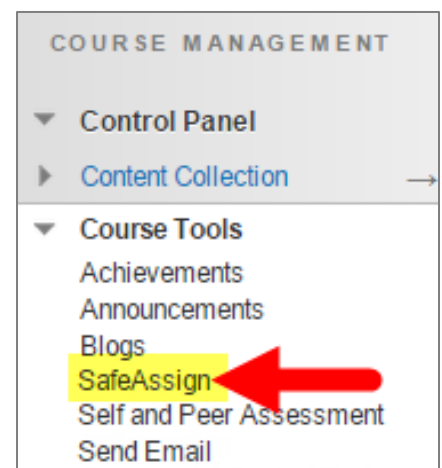 COURSE MANAGEMENT
Control Panel
Content Collection →
Course Tools
Achievements
Announcements
Blogs
SafeAssign
Self and Peer Assessment
Send Email